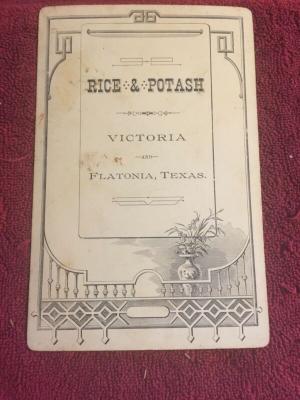 RICE & POTASH
VICTORIA
AND
FLATONIA, TEXAS.